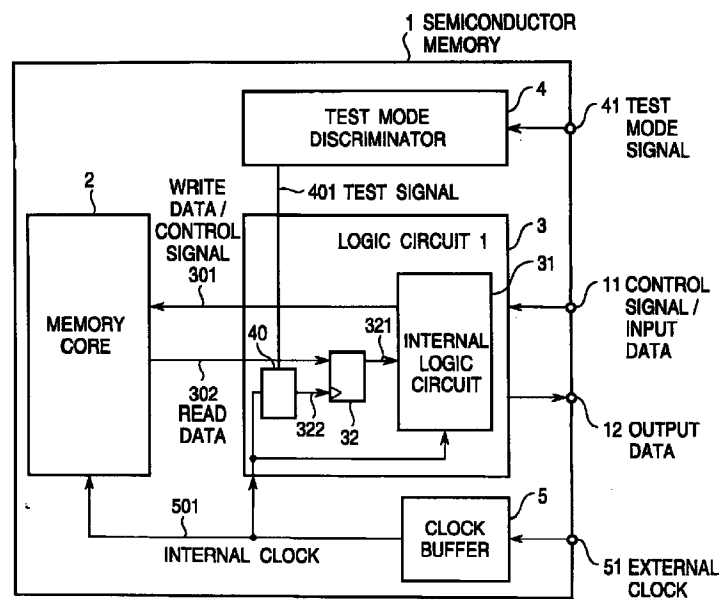 1 SEMICONDUCTOR
MEMORY
4
TEST MODE
DISCRIMINATOR
41 TEST
MODE
SIGNAL
2
WRITE
DATA /
CONTROL
SIGNAL
301
401 TEST SIGNAL
LOGIC CIRCUIT 1
3
31
11 CONTROL
SIGNAL /
INPUT
DATA
MEMORY
CORE
40
321
INTERNAL
LOGIC
CIRCUIT
302
READ
DATA
322
32
12 OUTPUT
DATA
501
INTERNAL CLOCK
5
CLOCK
BUFFER
51 EXTERNAL
CLOCK